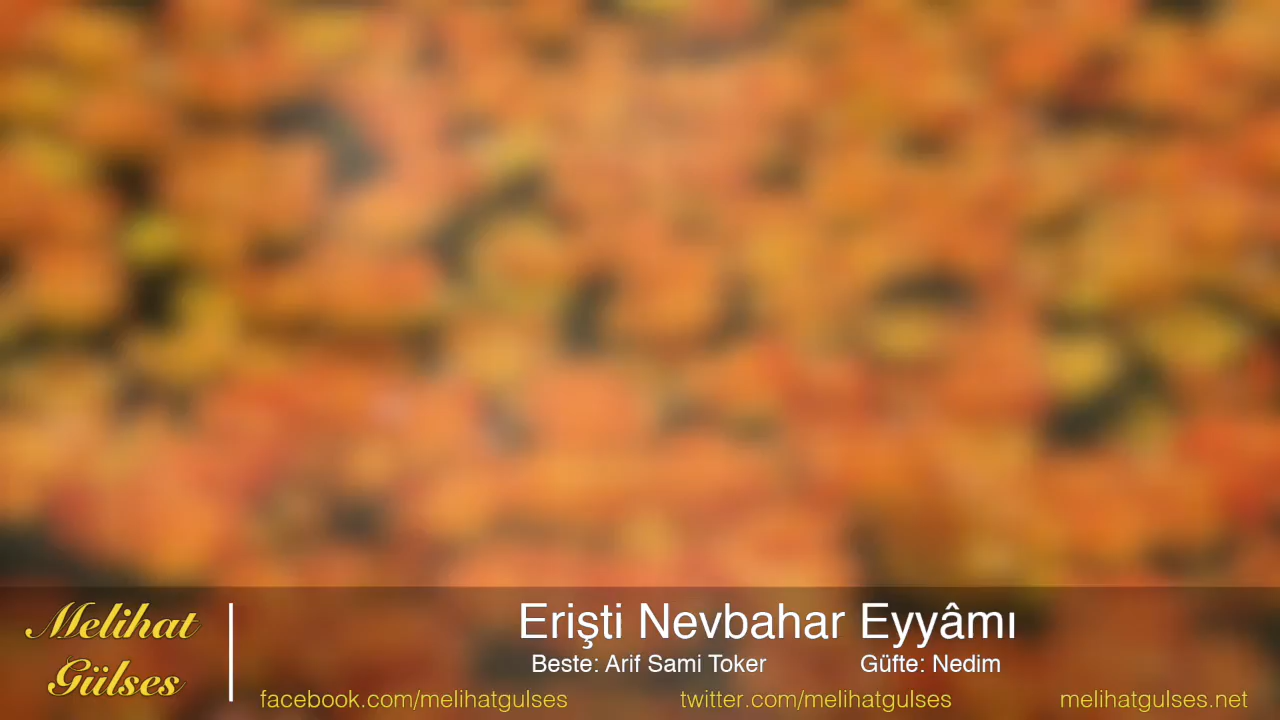 Melihat
Gülses
Erişti Nevbahar Eyyâmı
Beste: Arif Sami Toker Güfte: Nedim
facebook.com/melihatgulses twitter.com/melihatgulses melihatgulses.net